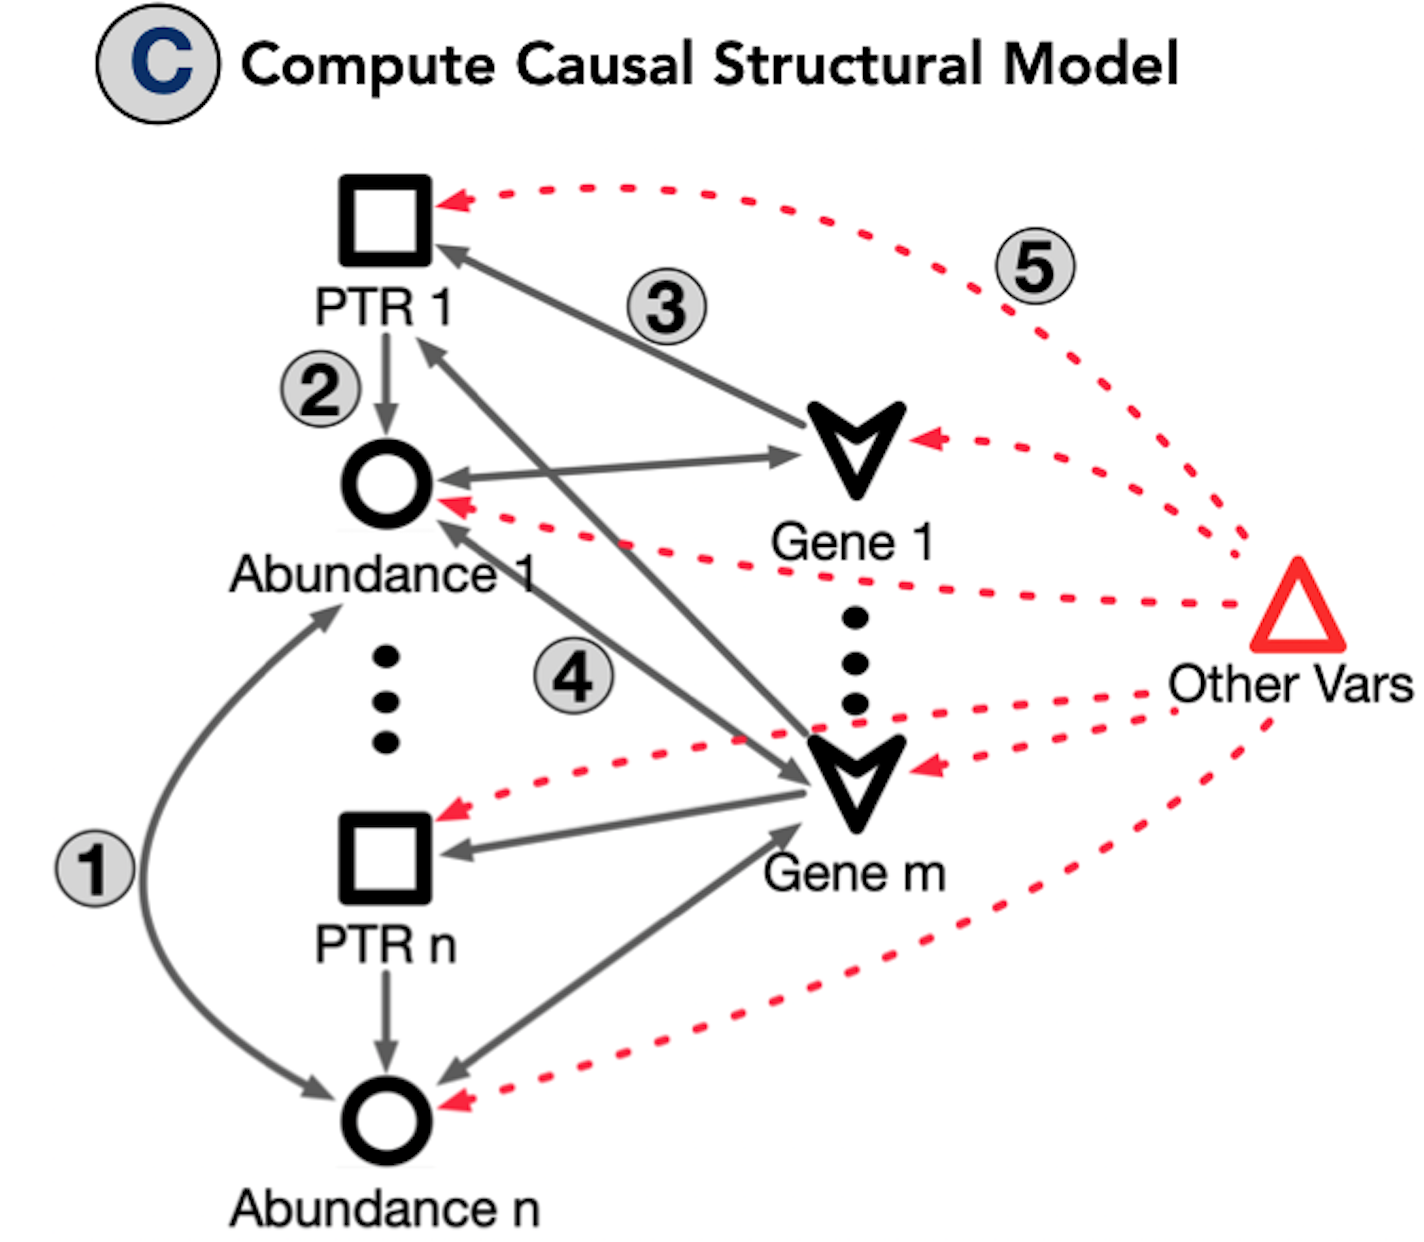 C Compute Causal Structural Model
5
3
PTR 1
2
Gene 1
Abundance 1
4
Other Vars
1
Gene m
PTR n
Abundance n